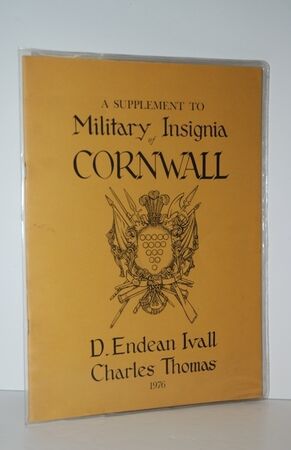 A SUPPLEMENT TO
Military Insignia
of
CORNWALL
D. Endean Ivall
Charles Thomas
1976